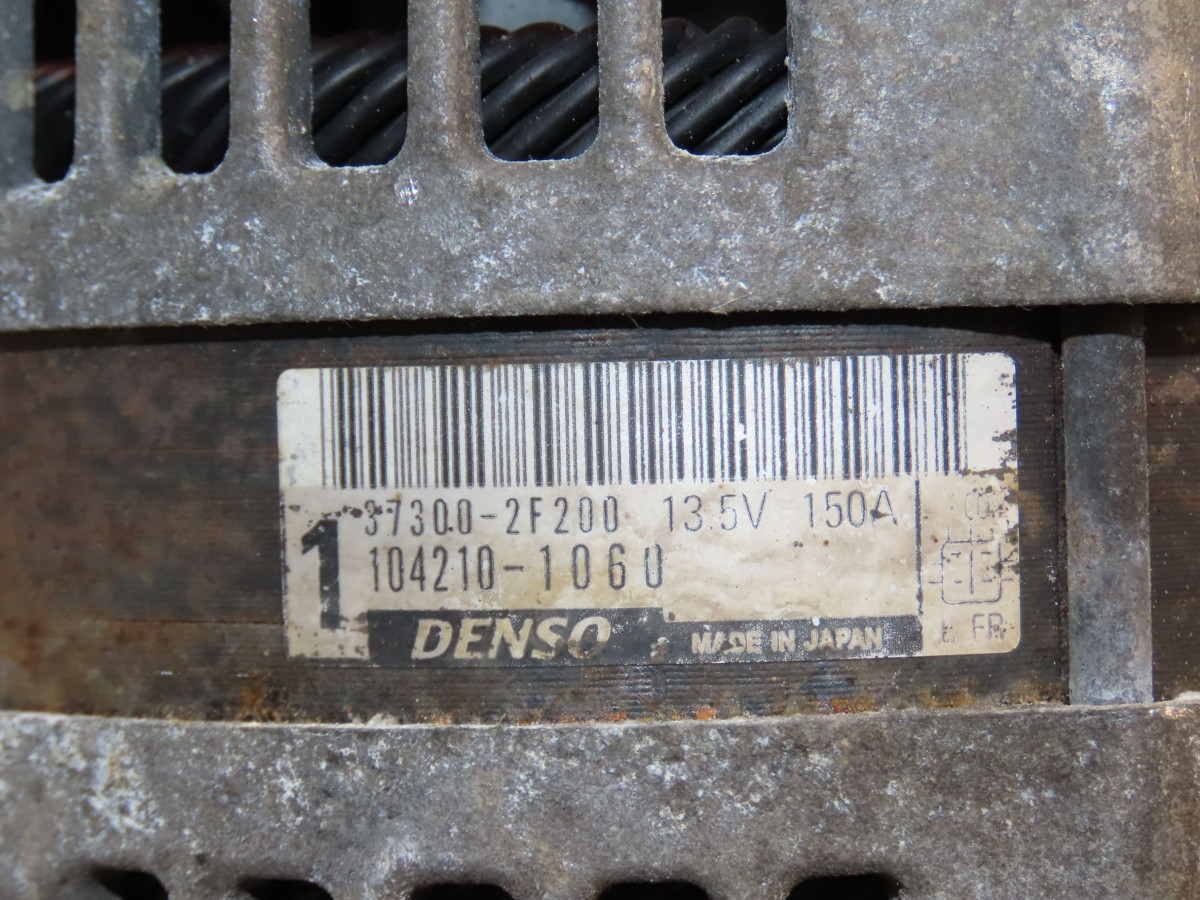 1
37300-2F200 13.5V 150A
104210-1060
DENSO MADE IN JAPAN
FR